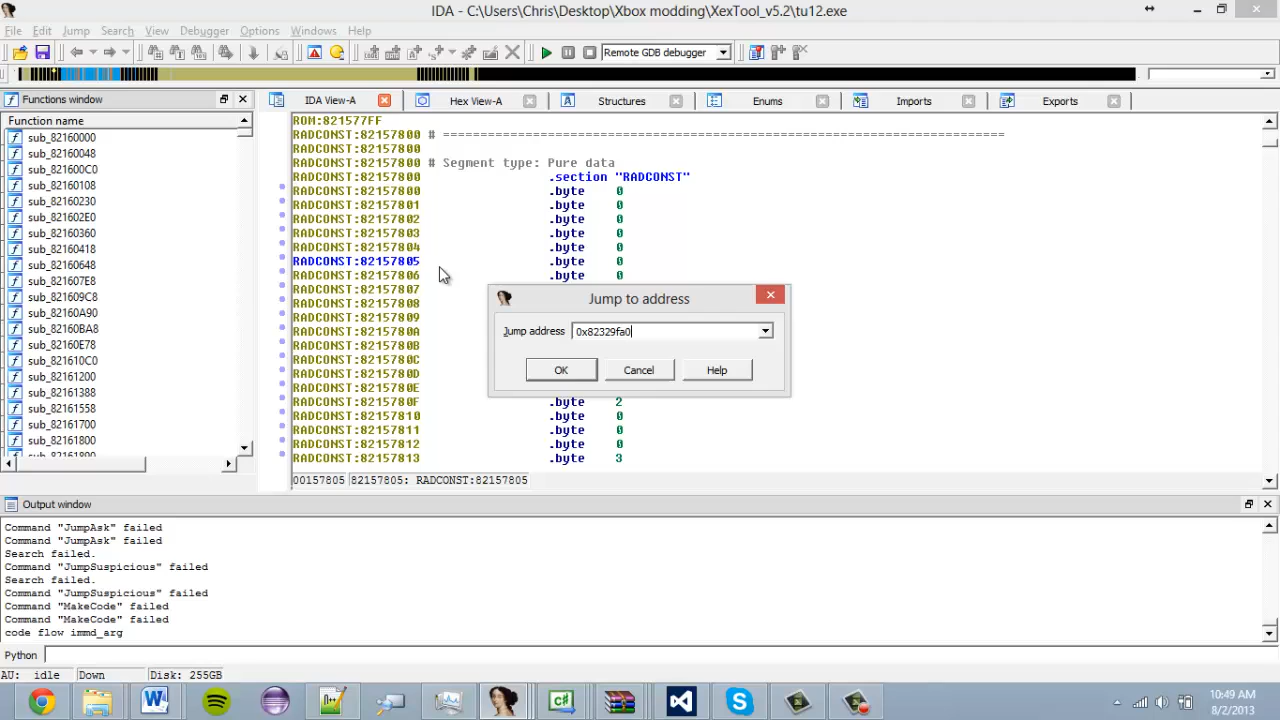 IDA - C:\Users\Chris\Desktop\Xbox modding\XexTool_v5.2\tu12.exe
File Edit Jump Search View Debugger Options Windows Help
Remote GDB debugger
Functions window
IDA View-A
Hex View-A
Structures
Enums
Imports
Exports
Function name
sub_82160000
sub_82160048
sub_821600C0
sub_82160108
sub_82160230
sub_821602E0
sub_82160360
sub_82160418
sub_82160648
sub_821607E8
sub_821609C8
sub_82160A90
sub_82160BA8
sub_82160E78
sub_821610C0
sub_82161200
sub_82161388
sub_82161558
sub_82161700
sub_82161800
sub_82161890
ROM:821577FF
RADCONST:82157800 # ===========================================================================
RADCONST:82157800
RADCONST:82157800 # Segment type: Pure data
RADCONST:82157800 .section "RADCONST"
RADCONST:82157800 .byte 0
RADCONST:82157801 .byte 0
RADCONST:82157802 .byte 0
RADCONST:82157803 .byte 0
RADCONST:82157804 .byte 0
RADCONST:82157805 .byte 0
RADCONST:82157806 .byte 0
RADCONST:82157807
RADCONST:82157808
RADCONST:82157809
RADCONST:8215780A
RADCONST:8215780B
RADCONST:8215780C
RADCONST:8215780D
RADCONST:8215780E
RADCONST:8215780F .byte 2
RADCONST:82157810 .byte 0
RADCONST:82157811 .byte 0
RADCONST:82157812 .byte 0
RADCONST:82157813 .byte 3
00157805 82157805: RADCONST:82157805
Jump to address
Jump address 0x82329fa0
OK Cancel Help
Output window
Command "JumpAsk" failed
Command "JumpAsk" failed
Search failed.
Command "JumpSuspicious" failed
Search failed.
Command "JumpSuspicious" failed
Command "MakeCode" failed
Command "MakeCode" failed
code flow immd_arg
Python
AU: idle Down Disk: 255GB
10:49 AM
8/2/2013